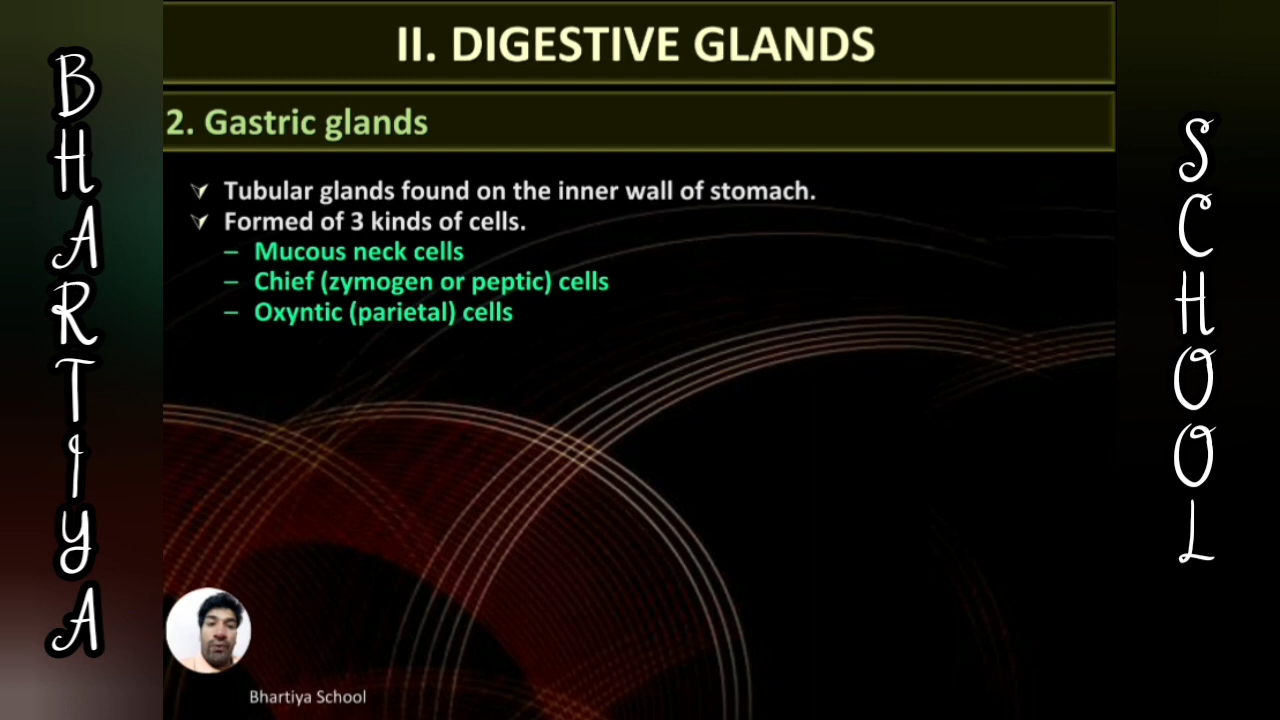 BHARTIYA
II. DIGESTIVE GLANDS
2. Gastric glands
Tubular glands found on the inner wall of stomach.
Formed of 3 kinds of cells.
– Mucous neck cells
– Chief (zymogen or peptic) cells
– Oxyntic (parietal) cells
Bhartiya School
SCHOOL